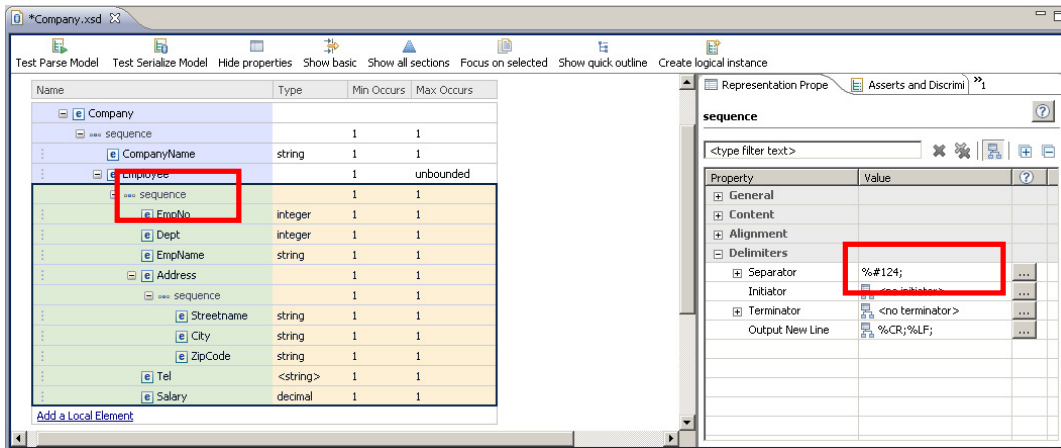 *Company.xsd
Test Parse Model Test Serialize Model Hide properties Show basic Show all sections Focus on selected Show quick outline Create logical instance
Name Type Min Occurs Max Occurs
Company
sequence 1 1
CompanyName string 1 1
Employee 1 unbounded
sequence 1 1
EmpNo integer 1 1
Dept integer 1 1
EmpName string 1 1
Address 1 1
sequence 1 1
Streetname string 1 1
City string 1 1
ZipCode string 1 1
Tel <string> 1 1
Salary decimal 1 1
Add a Local Element
Representation Prope Asserts and Discrimi »1
sequence
<type filter text>
Property Value
General
Content
Alignment
Delimiters
Separator %#124; ...
Initiator <no initiator> ...
Terminator <no terminator> ...
Output New Line %CR;%LF; ...